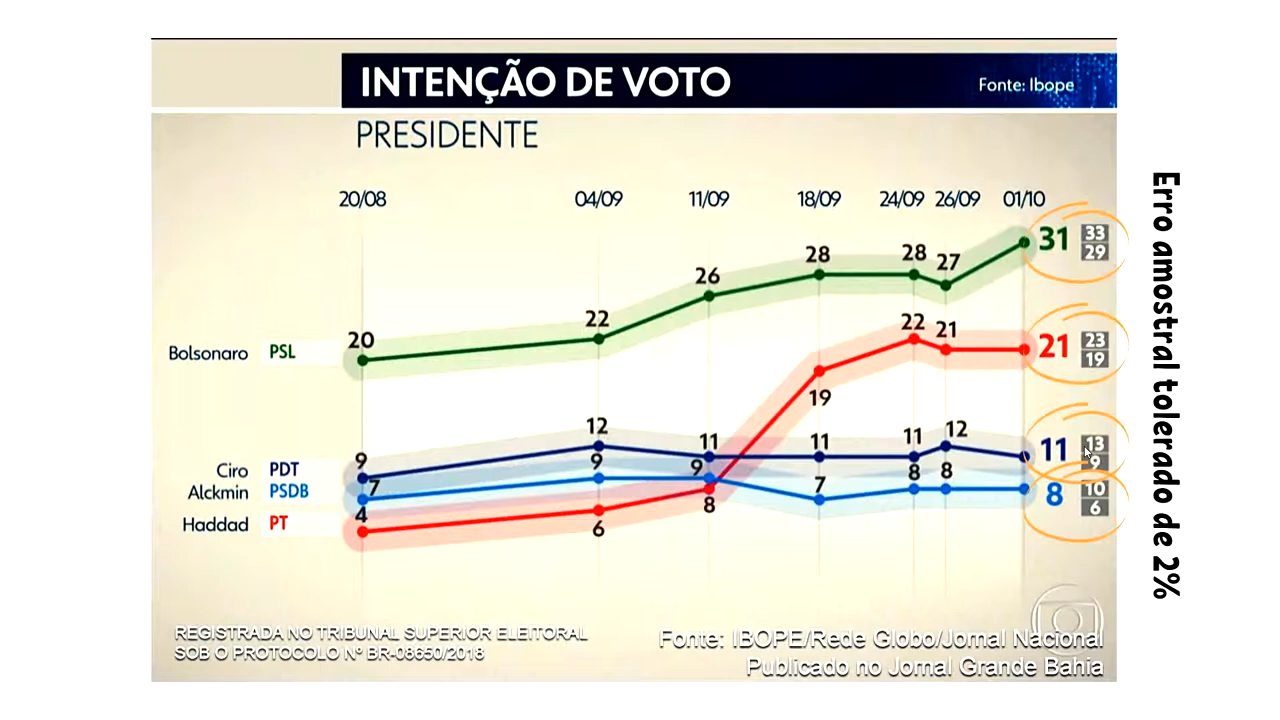 INTENÇÃO DE VOTO
Fonte: Ibope
PRESIDENTE
20/08 04/09 11/09 18/09 24/09 26/09 01/10
31 33
29
28 28 27
26
22
20
Bolsonaro PSL
22 21 21 23
19
19
12 11 11 11 12 11 13
9
9 9 9
Ciro PDT
7 7 8 8 8 10
6
Alckmin PSDB
4 6 8
Haddad PT
REGISTRADA NO TRIBUNAL SUPERIOR ELEITORAL
SOB O PROTOCOLO Nº BR-08650/2018
Fonte: IBOPE/Rede Globo/Jornal Nacional
Publicado no Jornal Grande Bahia
Erro amostral tolerado de 2%